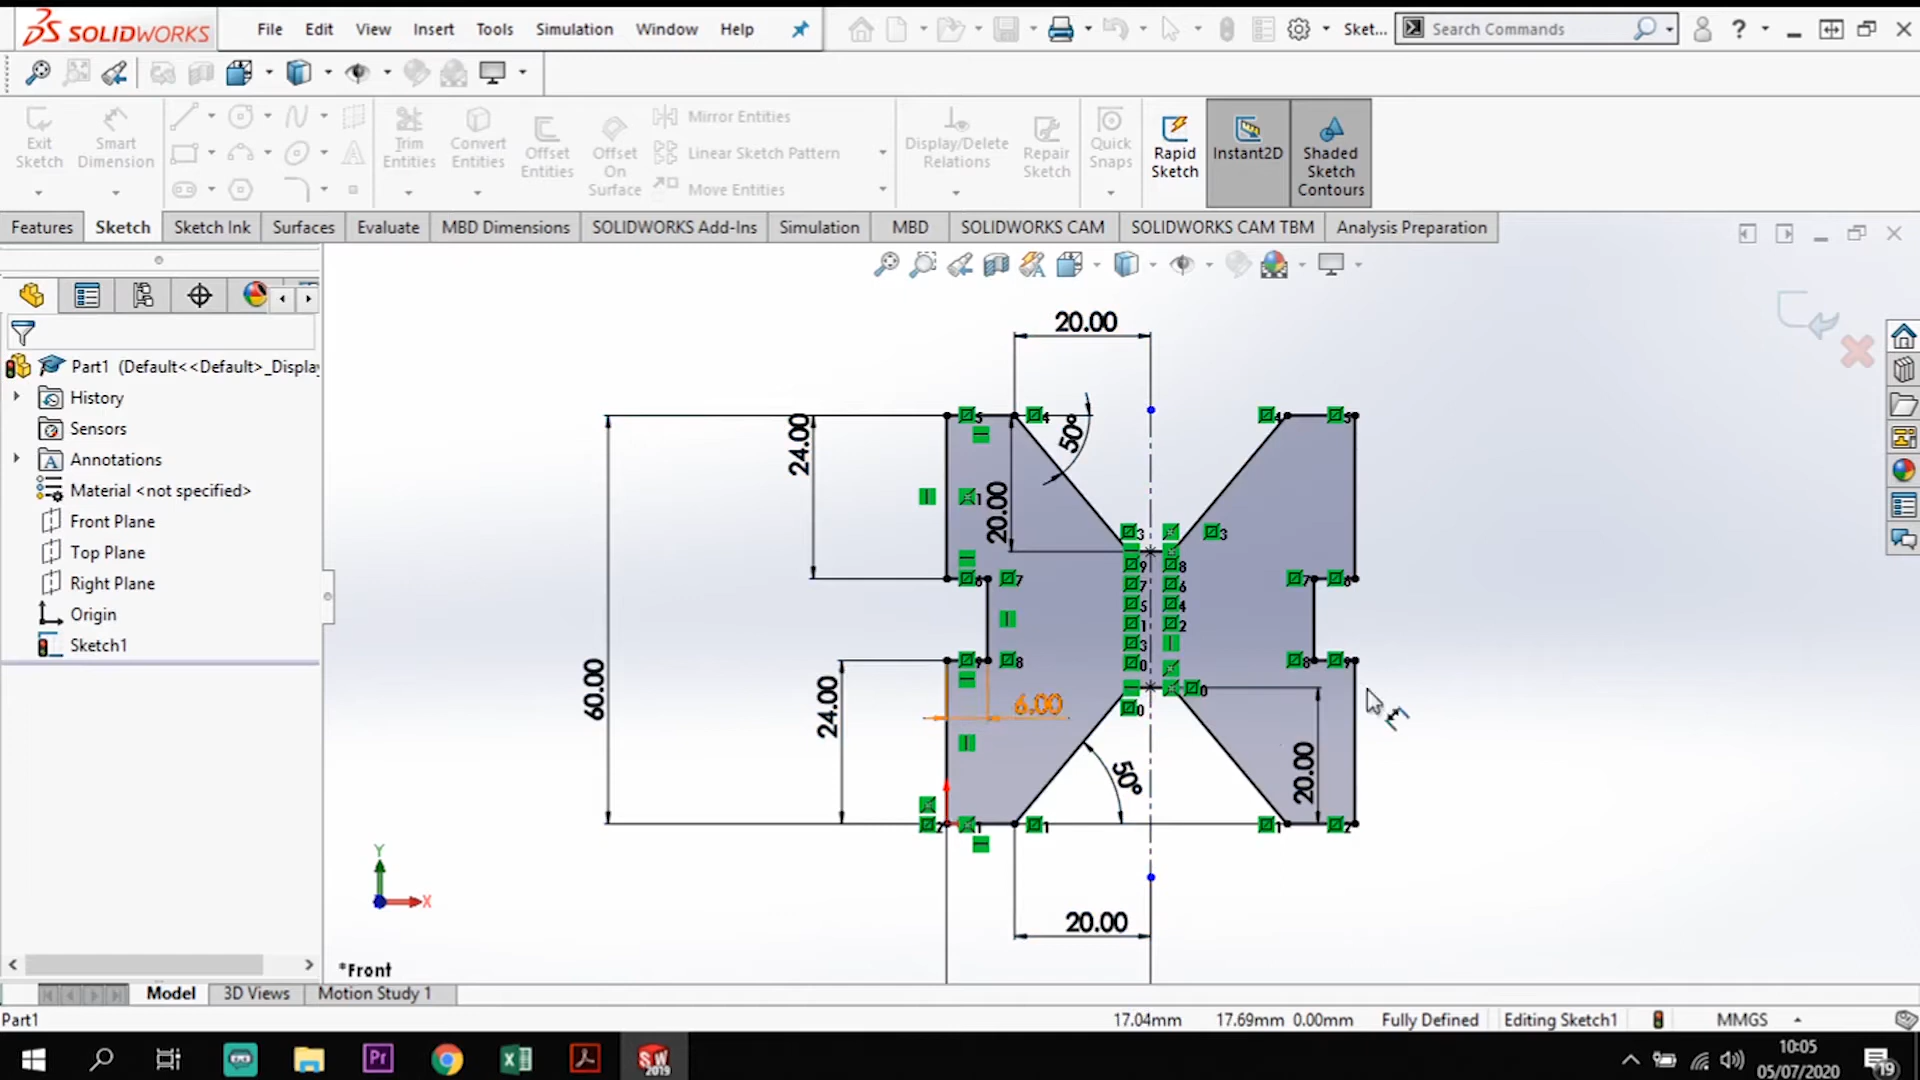 SOLIDWORKS File Edit View Insert Tools Simulation Window Help Sket... Search Commands
Exit Sketch
Smart Dimension
Trim Entities
Convert Entities
Offset Entities
Offset On Surface
Mirror Entities
Linear Sketch Pattern
Move Entities
Display/Delete Relations
Repair Sketch
Quick Snaps
Rapid Sketch
Instant2D
Shaded Sketch Contours
Features Sketch Sketch Ink Surfaces Evaluate MBD Dimensions SOLIDWORKS Add-Ins Simulation MBD SOLIDWORKS CAM SOLIDWORKS CAM TBM Analysis Preparation
Part1 (Default<<Default>_Displa
History
Sensors
Annotations
Material <not specified>
Front Plane
Top Plane
Right Plane
Origin
Sketch1
20.00
24.00
50°
20.00
60.00
24.00
6.00
50°
20.00
20.00
Y
X
*Front
Model 3D Views Motion Study 1
Part1 17.04mm 17.69mm 0.00mm Fully Defined Editing Sketch1 MMGS
Pr
SW 2019
10:05
05/07/2020
19